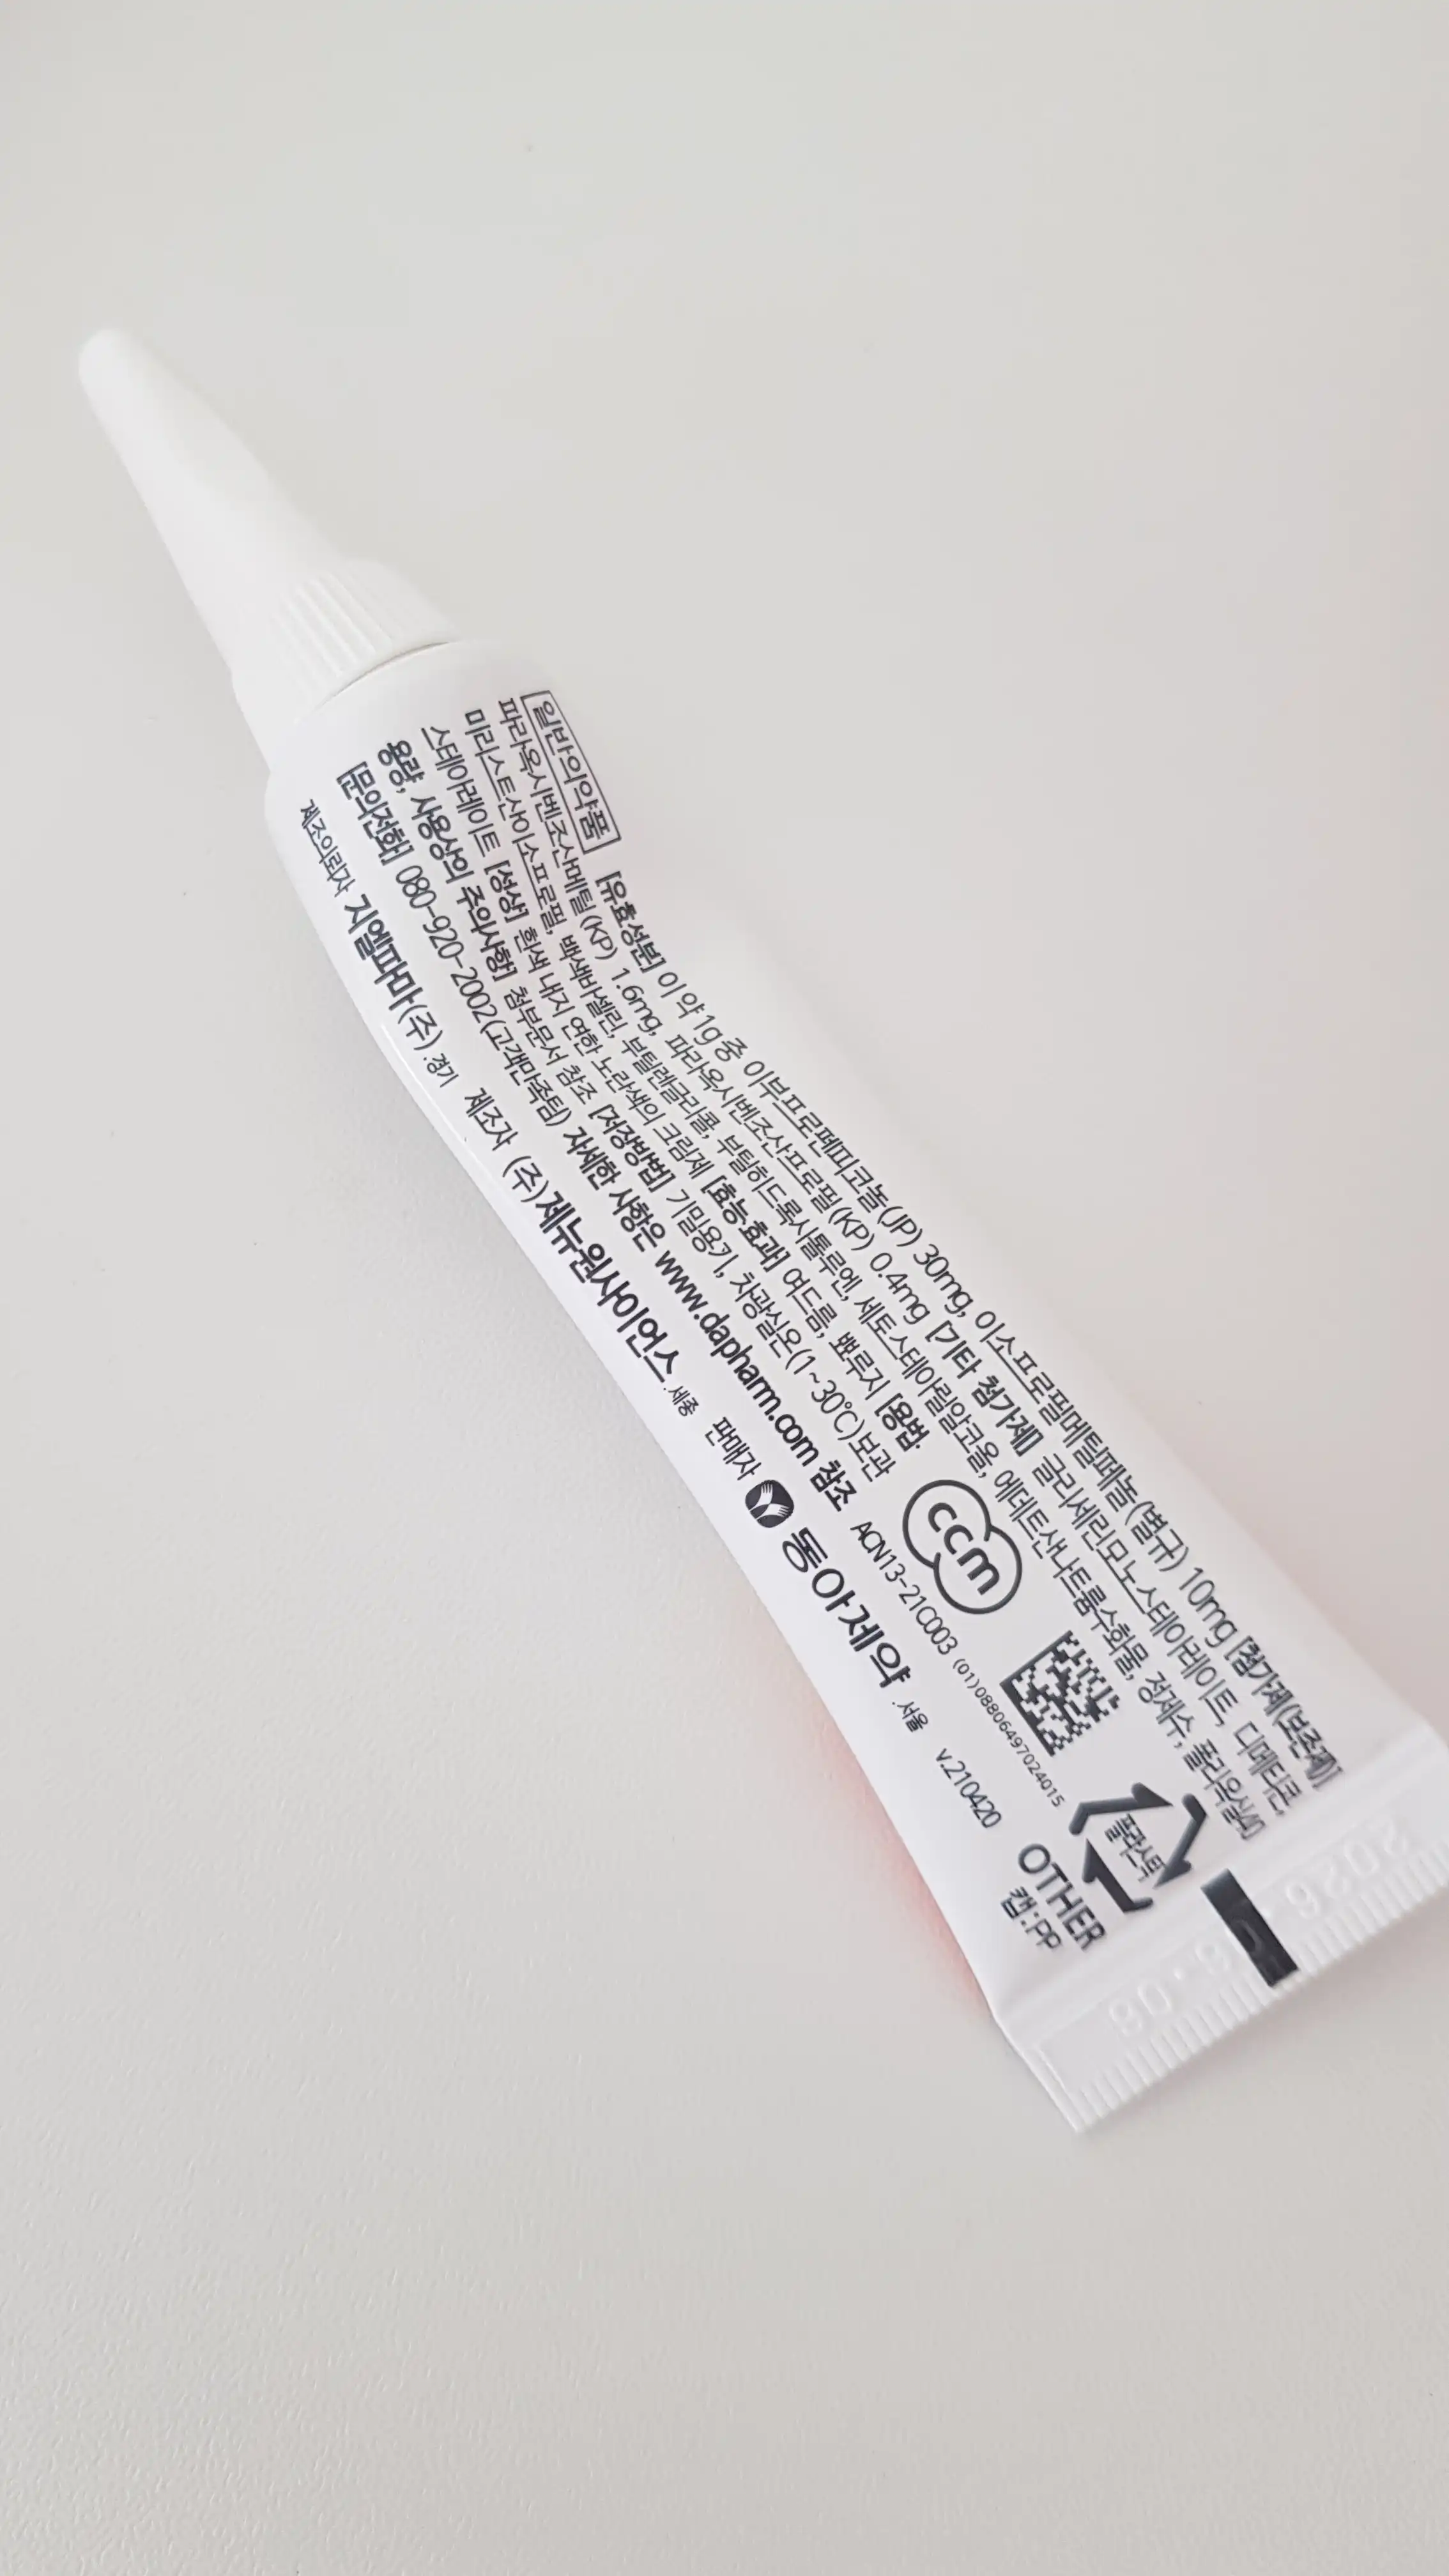 일반의약품 [유효성분] 이 약 1g 중 이부프로펜피코놀(JP) 30mg, 이소프로필메틸페놀(별규) 10mg [첨가제(보존제)]
파라옥시벤조산메틸(KP) 1.6mg, 파라옥시벤조산프로필(KP) 0.4mg [기타 첨가제] 글리세린모노스테아레이트, 디메티콘,
미리스트산이소프로필, 백색바셀린, 부틸렌글리콜, 부틸히드록시톨루엔, 세토스테아릴알코올, 에데트산나트륨수화물, 정제수, 폴리옥실40
스테아레이트 [성상] 흰색 내지 연한 노란색의 크림제 [효능효과] 여드름, 뾰루지 [용법.
용량, 사용상의 주의사항] 첨부문서 참조 [저장방법] 기밀용기, 차광실온(1~30℃)보관
[문의전화] 080-920-2002(고객만족팀) 자세한 사항은 www.dapharm.com 참조
제조의뢰자 지엘파마(주).경기 제조자 (주)제뉴원사이언스.세종 판매자 동아제약.서울
ccm
ACN13-21C003
(01)08806497024015
v.210420
플라스틱
OTHER
캡:PP